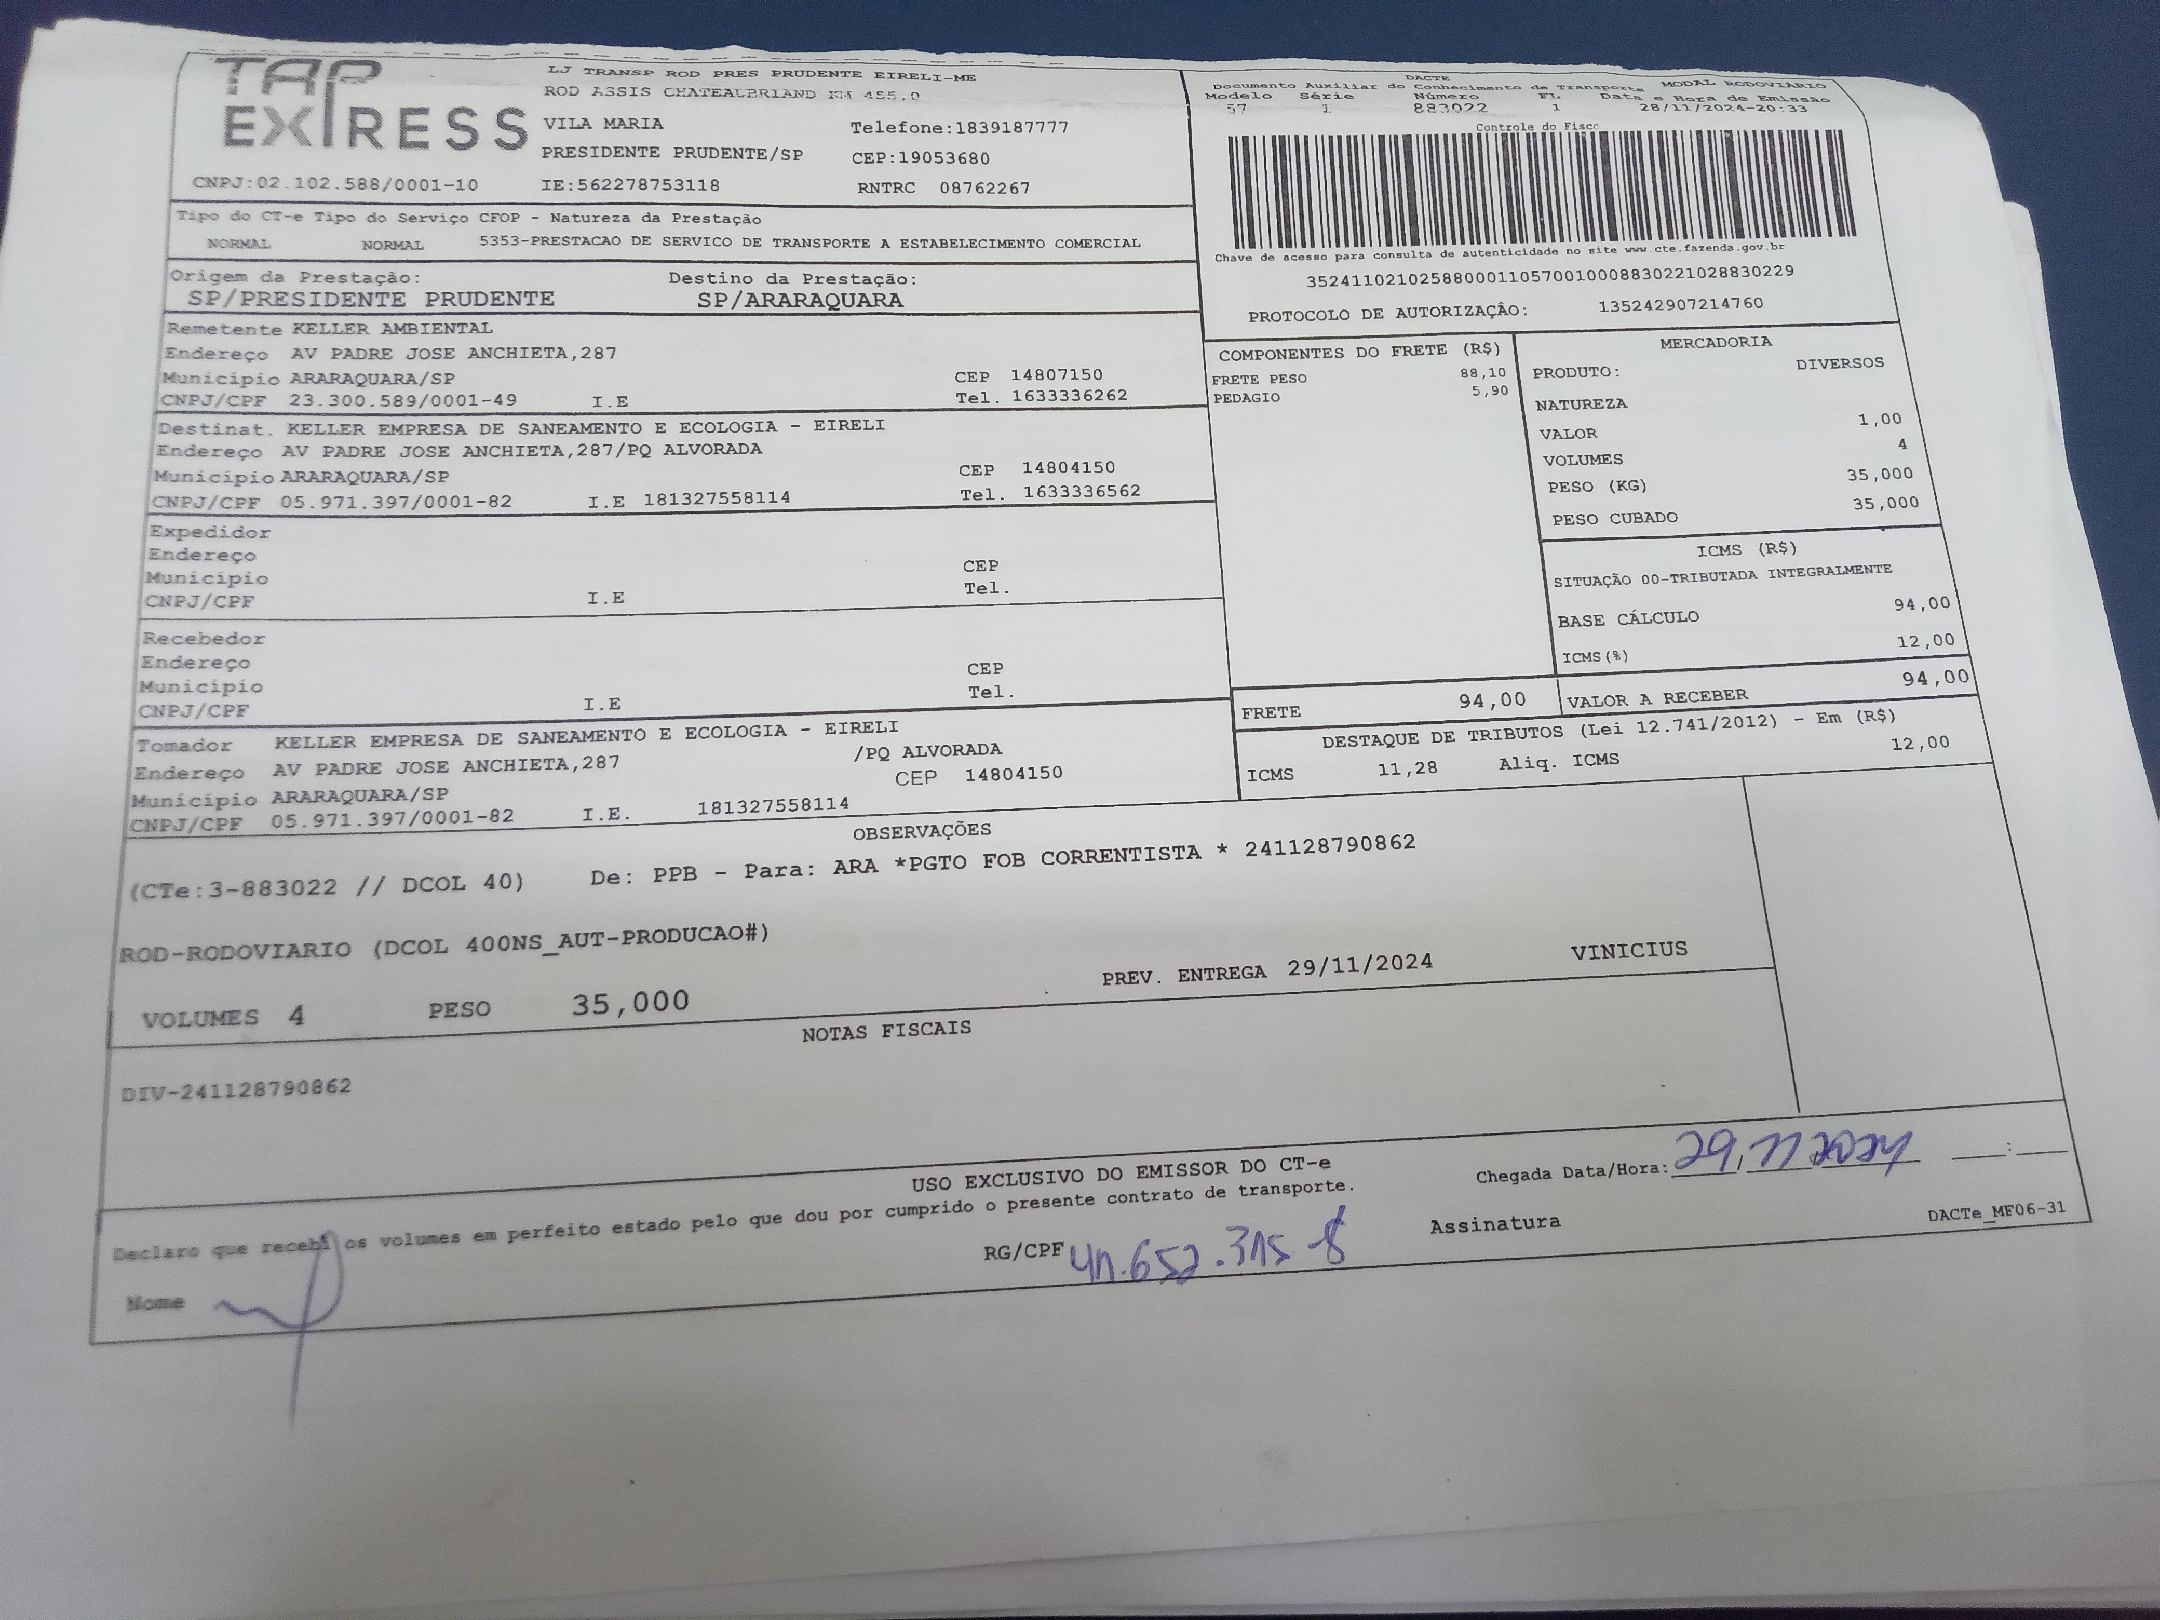 TAP
EXPRESS
LJ TRANSP ROD PRES PRUDENTE EIRELI-ME
ROD ASSIS CHATEAUBRIAND KM 455,0
VILA MARIA Telefone:1839187777
PRESIDENTE PRUDENTE/SP CEP:19053680
CNPJ:02.102.588/0001-10 IE:562278753118 RNTRC 08762267
DACTE
Documento Auxiliar do Conhecimento de Transporte MODAL RODOVIÁRIO
Modelo Série Número FL Data e Hora de Emissão
57 1 883022 1 28/11/2024-20:33
Controle do Fisco
Chave de acesso para consulta de autenticidade no site www.cte.fazenda.gov.br
35241102102588000110570010008830221028830229
PROTOCOLO DE AUTORIZAÇÃO: 135242907214760
Tipo do CT-e Tipo do Serviço CFOP - Natureza da Prestação
NORMAL NORMAL 5353-PRESTACAO DE SERVICO DE TRANSPORTE A ESTABELECIMENTO COMERCIAL
Origem da Prestação: Destino da Prestação:
SP/PRESIDENTE PRUDENTE SP/ARARAQUARA
Remetente KELLER AMBIENTAL
Endereço AV PADRE JOSE ANCHIETA,287
Município ARARAQUARA/SP CEP 14807150
CNPJ/CPF 23.300.589/0001-49 I.E Tel. 1633336262
Destinat. KELLER EMPRESA DE SANEAMENTO E ECOLOGIA - EIRELI
Endereço AV PADRE JOSE ANCHIETA,287/PQ ALVORADA
Município ARARAQUARA/SP CEP 14804150
CNPJ/CPF 05.971.397/0001-82 I.E 181327558114 Tel. 1633336562
Expedidor
Endereço
Município CEP
CNPJ/CPF I.E Tel.
Recebedor
Endereço
Município CEP
CNPJ/CPF I.E Tel.
Tomador KELLER EMPRESA DE SANEAMENTO E ECOLOGIA - EIRELI
Endereço AV PADRE JOSE ANCHIETA,287 /PQ ALVORADA
Município ARARAQUARA/SP CEP 14804150
CNPJ/CPF 05.971.397/0001-82 I.E. 181327558114
COMPONENTES DO FRETE (R$)
FRETE PESO 88,10
PEDAGIO 5,90
MERCADORIA
PRODUTO: DIVERSOS
NATUREZA
VALOR 1,00
VOLUMES 4
PESO (KG) 35,000
PESO CUBADO 35,000
ICMS (R$)
SITUAÇÃO 00-TRIBUTADA INTEGRALMENTE
BASE CÁLCULO 94,00
ICMS(%) 12,00
FRETE 94,00 VALOR A RECEBER 94,00
DESTAQUE DE TRIBUTOS (Lei 12.741/2012) - Em (R$)
ICMS 11,28 Aliq. ICMS 12,00
OBSERVAÇÕES
(CTe:3-883022 // DCOL 40) De: PPB - Para: ARA *PGTO FOB CORRENTISTA * 241128790862
ROD-RODOVIARIO (DCOL 400NS_AUT-PRODUCAO#)
PREV. ENTREGA 29/11/2024 VINICIUS
VOLUMES 4 PESO 35,000
NOTAS FISCAIS
DIV-241128790862
USO EXCLUSIVO DO EMISSOR DO CT-e
Declaro que recebi os volumes em perfeito estado pelo que dou por cumprido o presente contrato de transporte.
Chegada Data/Hora: 29,11 2024 :
Nome RG/CPF Assinatura
DACTe_MF06-31